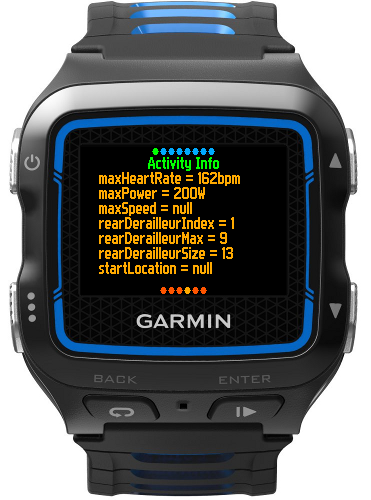 Activity Info
maxHeartRate = 162bpm
maxPower = 200W
maxSpeed = null
rearDerailleurIndex = 1
rearDerailleurMax = 9
rearDerailleurSize = 13
startLocation = null
GARMIN
BACK ENTER